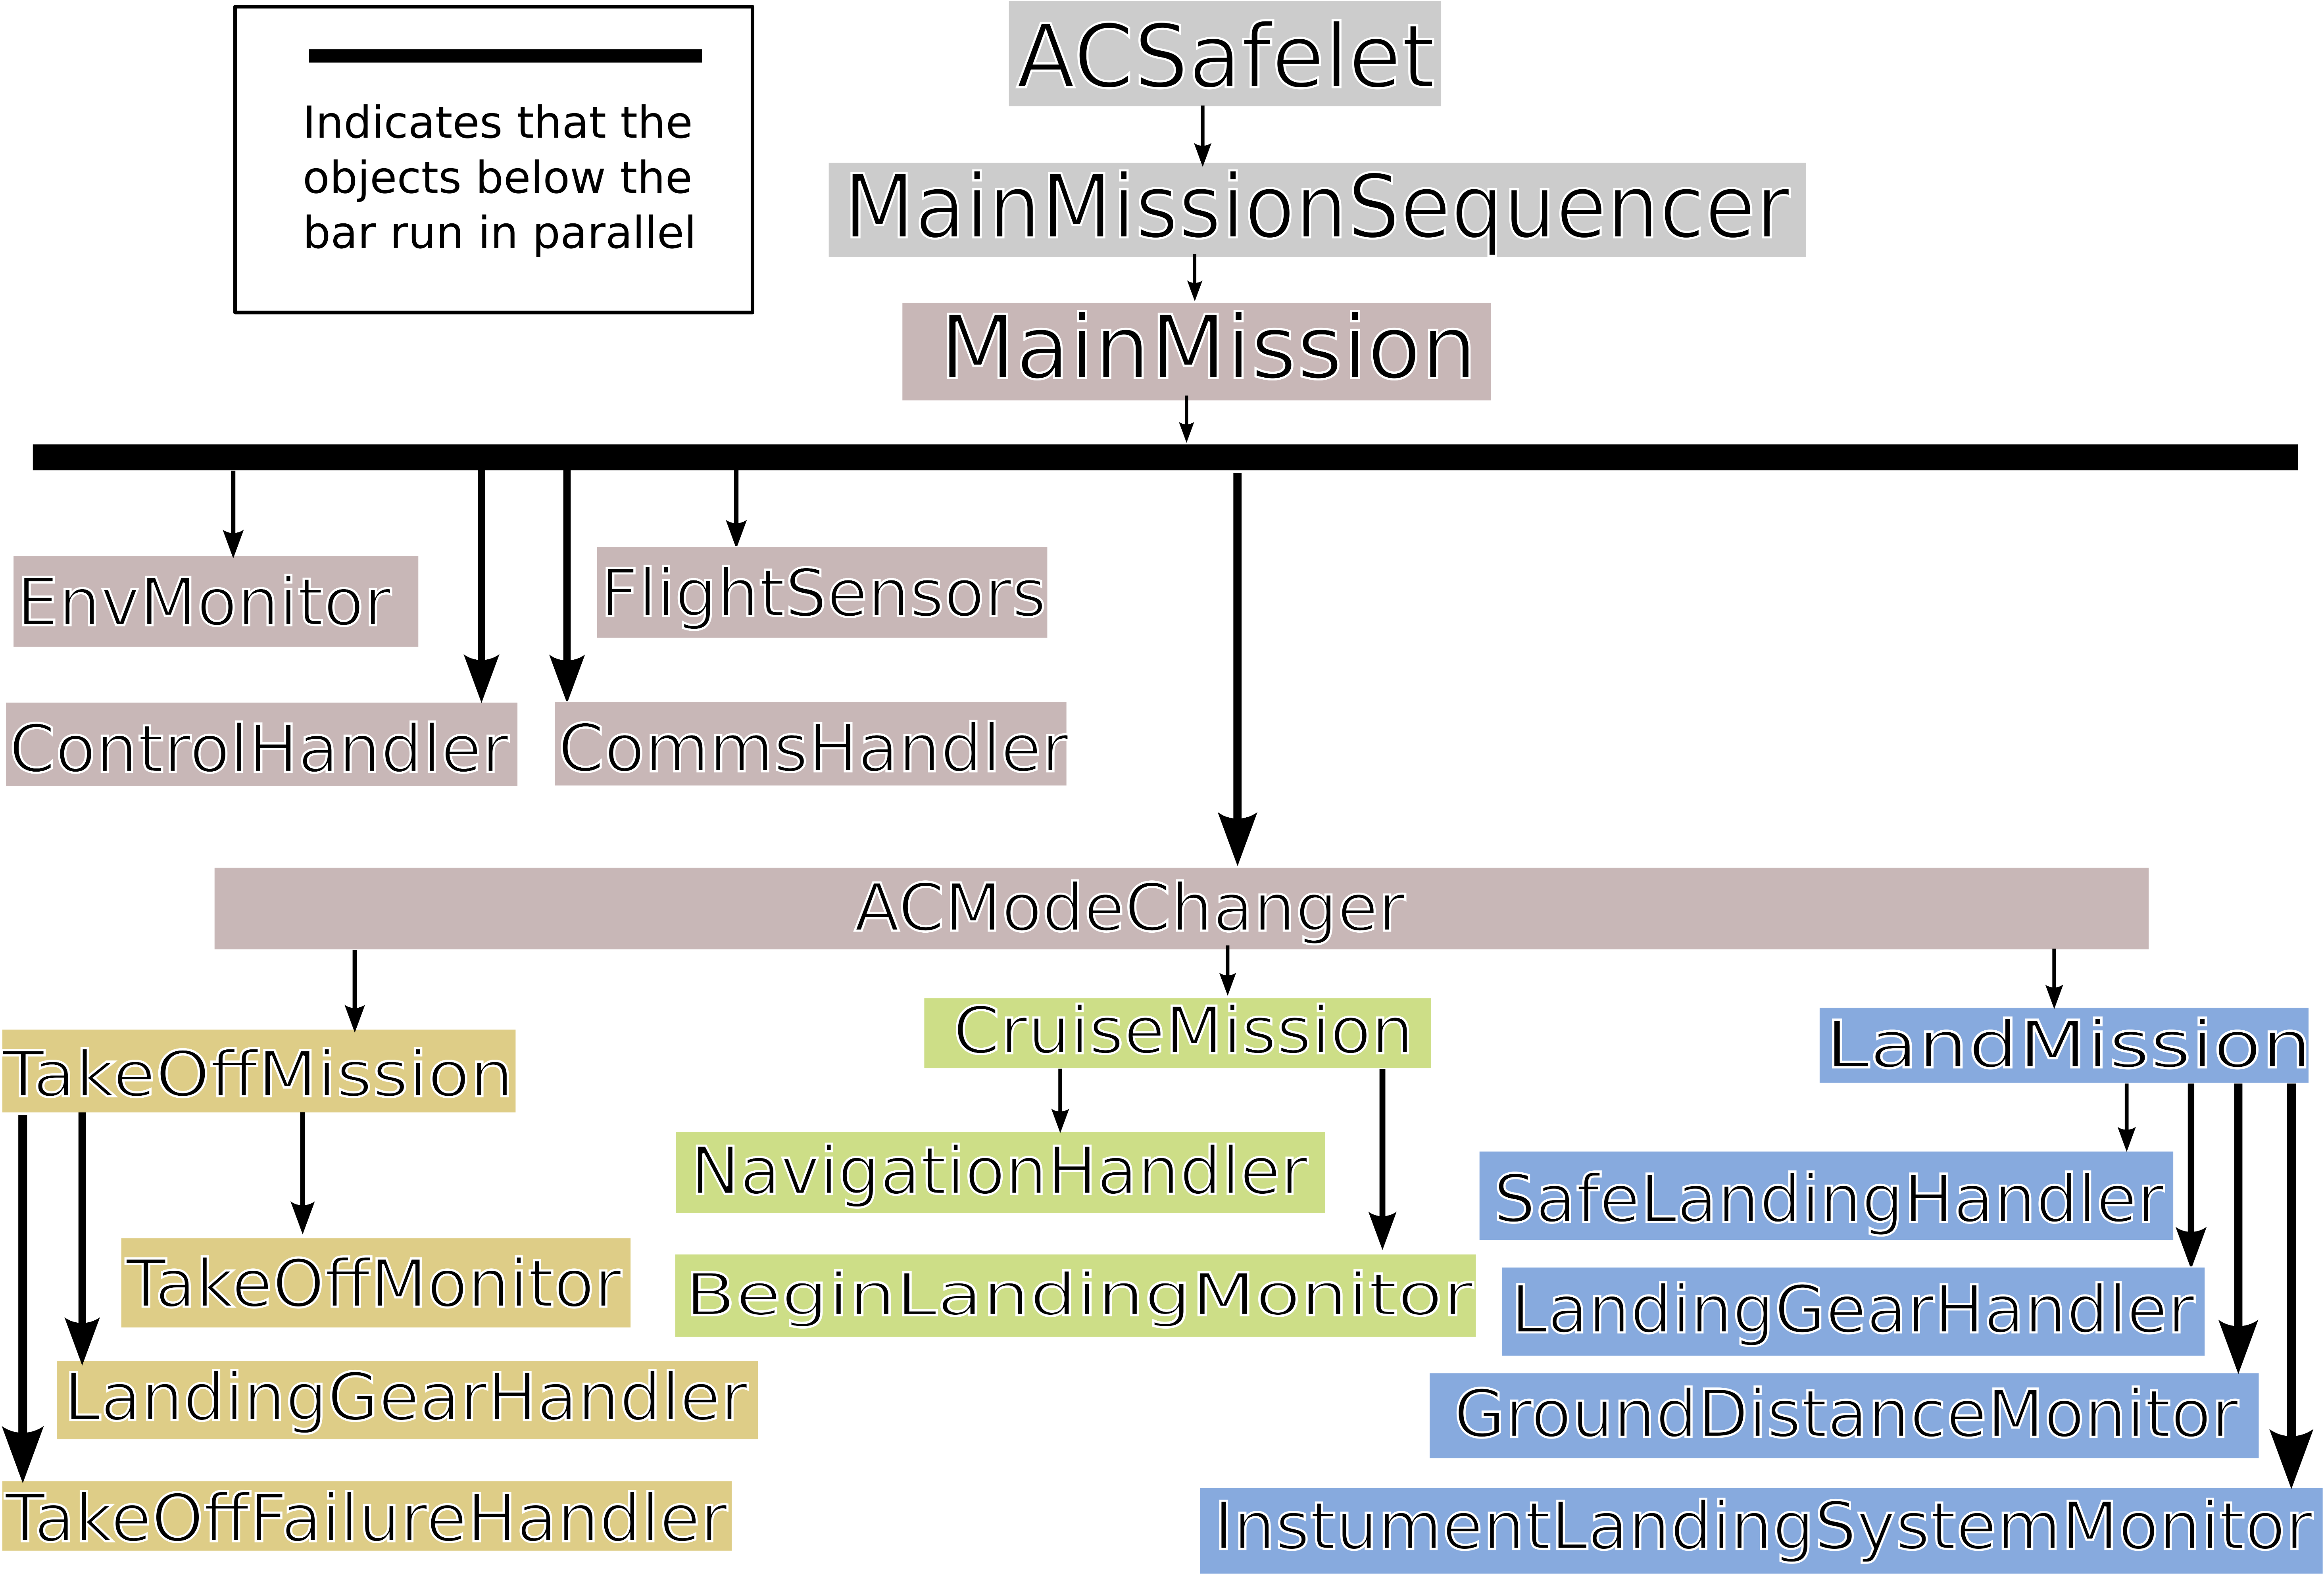 Indicates that the
objects below the
bar run in parallel
ACSafelet
MainMissionSequencer
MainMission
EnvMonitor
FlightSensors
ControlHandler
CommsHandler
ACModeChanger
TakeOffMission
CruiseMission
LandMission
TakeOffMonitor
LandingGearHandler
TakeOffFailureHandler
NavigationHandler
BeginLandingMonitor
SafeLandingHandler
LandingGearHandler
GroundDistanceMonitor
InstumentLandingSystemMonitor